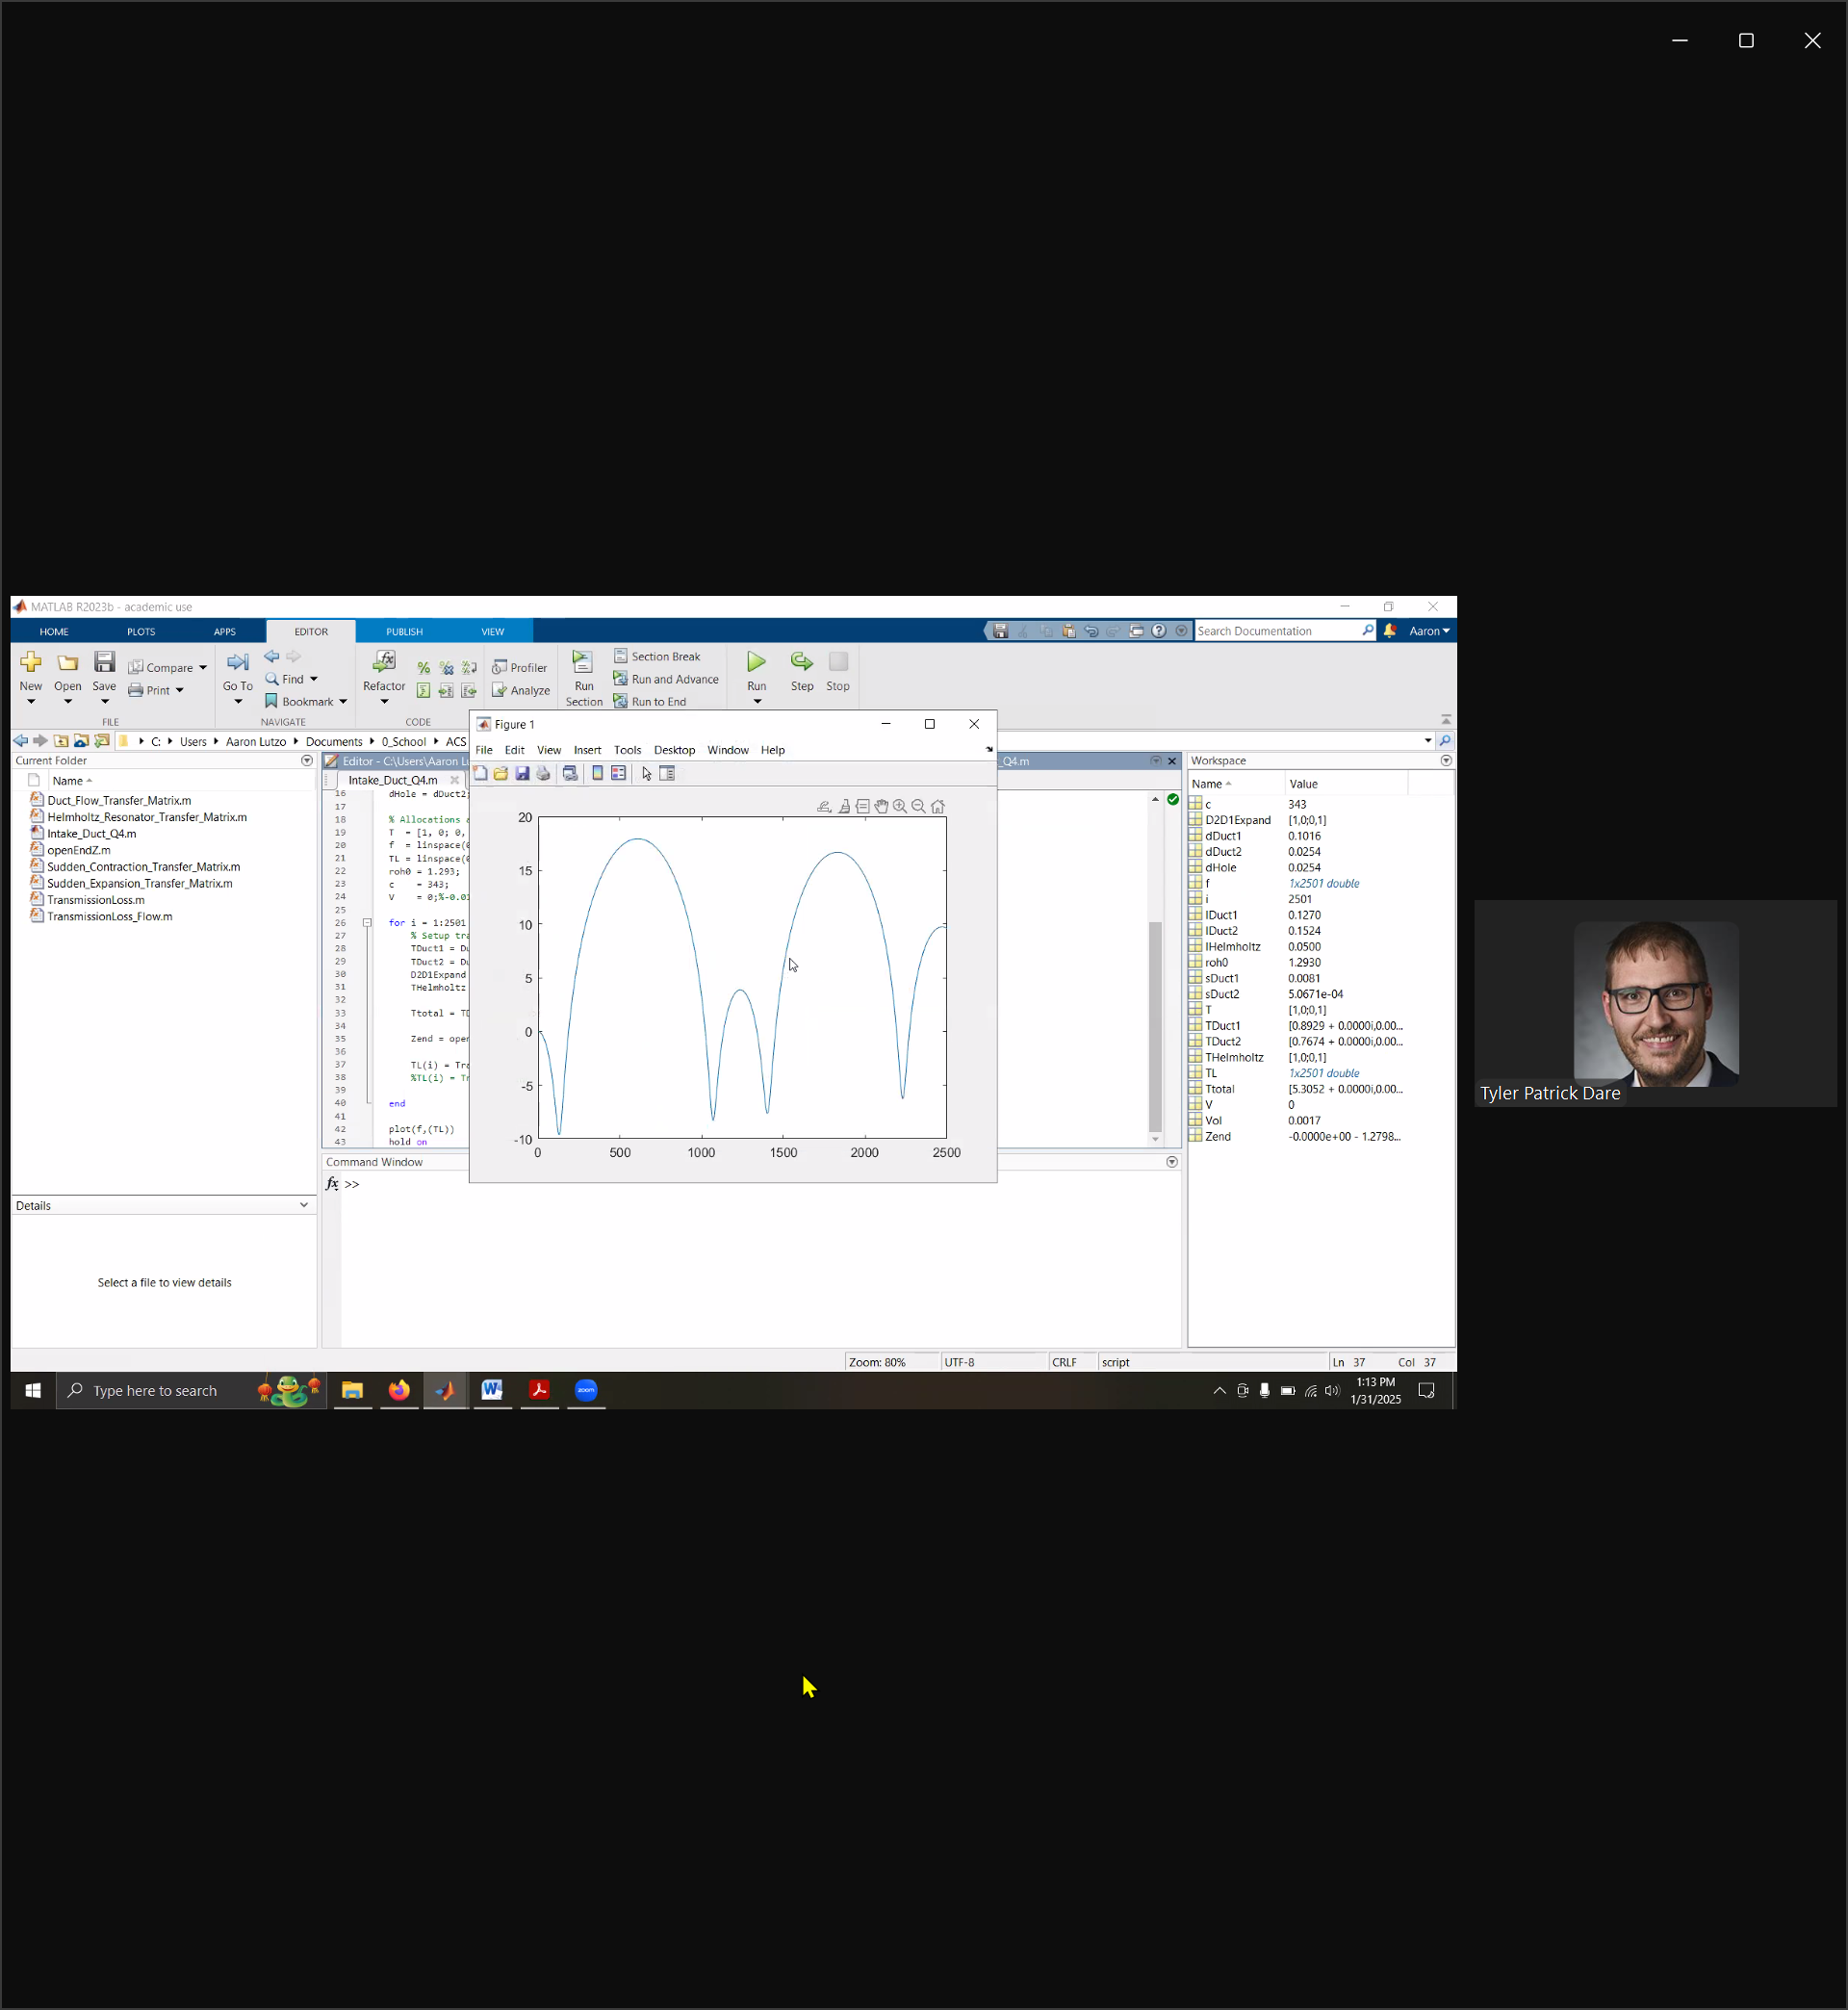 MATLAB R2023b - academic use
HOME PLOTS APPS EDITOR PUBLISH VIEW
Search Documentation
Aaron
New Open Save
Compare
Print
FILE
Go To
Find
Bookmark
NAVIGATE
Refactor
CODE
Profiler
Analyze
Run Section
Section Break
Run and Advance
Run to End
Run Step Stop
C: Users Aaron Lutzo Documents 0_School ACS
Current Folder
Name
Duct_Flow_Transfer_Matrix.m
Helmholtz_Resonator_Transfer_Matrix.m
Intake_Duct_Q4.m
openEndZ.m
Sudden_Contraction_Transfer_Matrix.m
Sudden_Expansion_Transfer_Matrix.m
TransmissionLoss.m
TransmissionLoss_Flow.m
Details
Select a file to view details
Editor - C:\Users\Aaron Lu
_Q4.m
Intake_Duct_Q4.m
16 dHole = dDuct2;
17
18 % Allocations
19 T = [1, 0; 0,
20 f = linspace(
21 TL = linspace(
22 roh0 = 1.293;
23 c = 343;
24 V = 0;%-0.0
25
26 for i = 1:2501
27 % Setup tra
28 TDuct1 = Du
29 TDuct2 = Du
30 D2D1Expand
31 THelmholtz
32
33 Ttotal = TD
34
35 Zend = oper
36
37 TL(i) = Tra
38 %TL(i) = Tr
39
40 end
41
42 plot(f,(TL))
43 hold on
Figure 1
File Edit View Insert Tools Desktop Window Help
20
15
10
5
0
-5
-10
0 500 1000 1500 2000 2500
Command Window
fx >>
Workspace
Name Value
c 343
D2D1Expand [1,0;0,1]
dDuct1 0.1016
dDuct2 0.0254
dHole 0.0254
f 1x2501 double
i 2501
lDuct1 0.1270
lDuct2 0.1524
lHelmholtz 0.0500
roh0 1.2930
sDuct1 0.0081
sDuct2 5.0671e-04
T [1,0;0,1]
TDuct1 [0.8929 + 0.0000i,0.00...
TDuct2 [0.7674 + 0.0000i,0.00...
THelmholtz [1,0;0,1]
TL 1x2501 double
Ttotal [5.3052 + 0.0000i,0.00...
V 0
Vol 0.0017
Zend -0.0000e+00 - 1.2798...
Zoom: 80% UTF-8 CRLF script Ln 37 Col 37
Type here to search
zoom
1:13 PM
1/31/2025
Tyler Patrick Dare